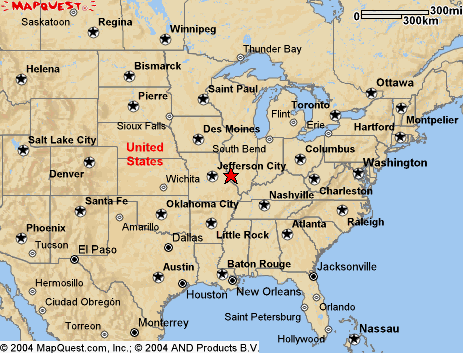 MAPQUEST
Saskatoon
Regina
Winnipeg
300mi
300km
Thunder Bay
Helena
Bismarck
Ottawa
Saint Paul
Pierre
Toronto
Montpelier
Flint
Sioux Falls
Erie
Hartford
Des Moines
Salt Lake City
United
States
South Bend
Columbus
Denver
Jefferson City
Washington
Wichita
Charleston
Nashville
Santa Fe
Oklahoma City
Amarillo
Raleigh
Phoenix
Little Rock
Atlanta
Tucson
El Paso
Dallas
Austin
Baton Rouge
Jacksonville
Hermosillo
Houston
New Orleans
Ciudad Obregón
Orlando
Saint Petersburg
Torreon
Monterrey
Hollywood
Nassau
© 2004 MapQuest.com, Inc.; © 2004 AND Products B.V.